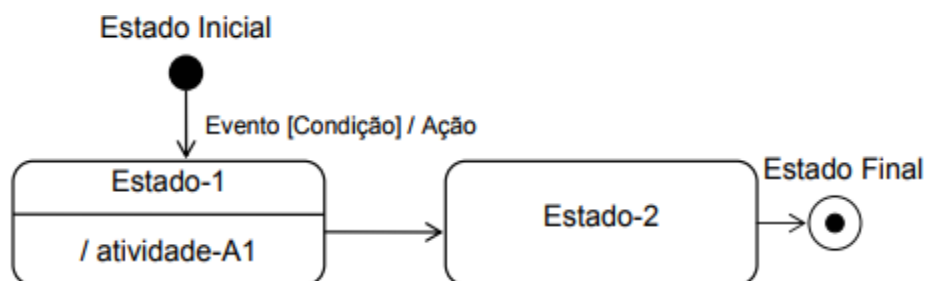 Estado Inicial
Evento [Condição] / Ação
Estado-1
/ atividade-A1
Estado-2
Estado Final